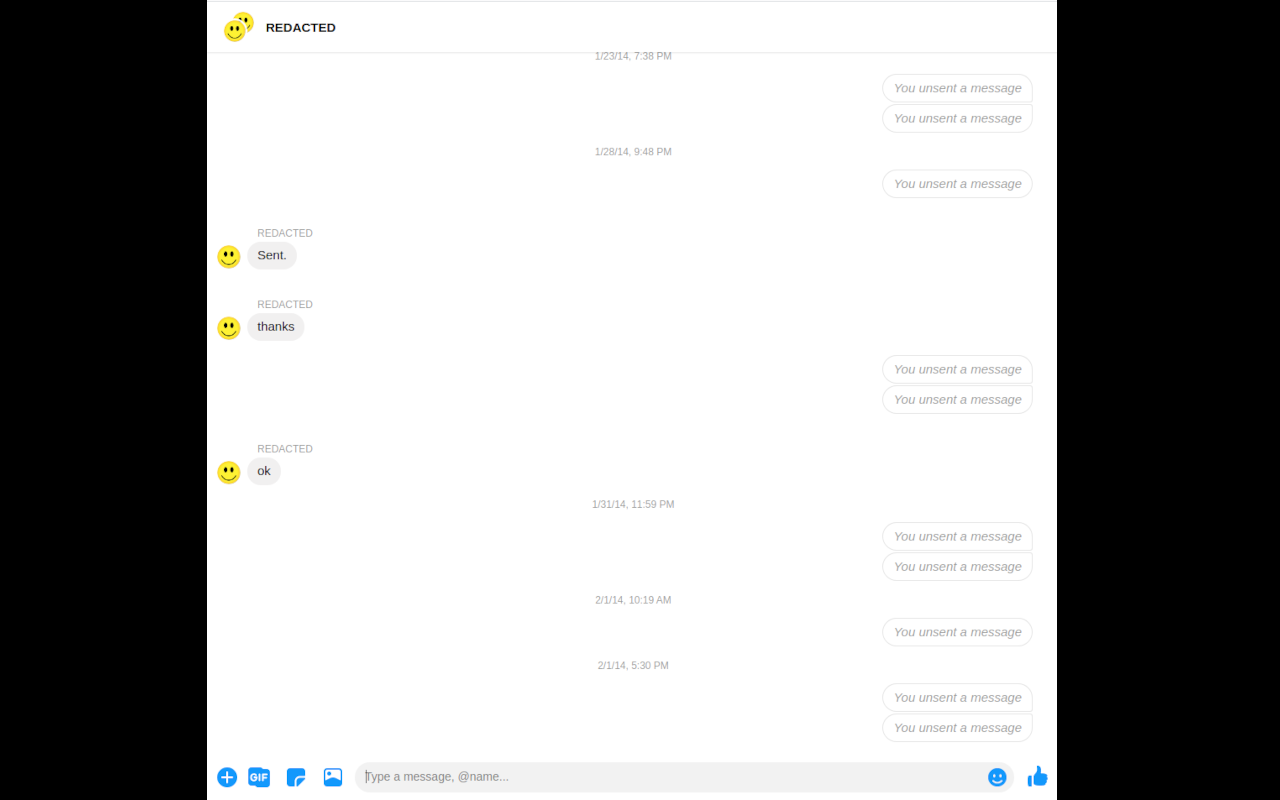 REDACTED
1/23/14, 7:38 PM
You unsent a message
You unsent a message
1/28/14, 9:48 PM
You unsent a message
REDACTED
Sent.
REDACTED
thanks
You unsent a message
You unsent a message
REDACTED
ok
1/31/14, 11:59 PM
You unsent a message
You unsent a message
2/1/14, 10:19 AM
You unsent a message
2/1/14, 5:30 PM
You unsent a message
You unsent a message
GIF Type a message, @name...